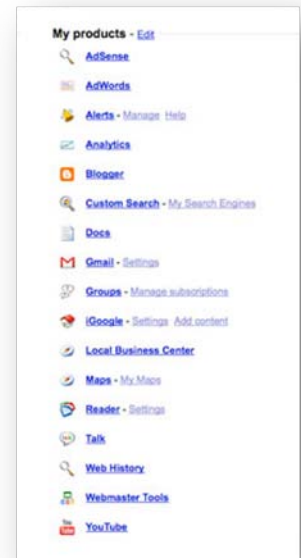 My products - Edit
AdSense
AdWords
Alerts - Manage Help
Analytics
Blogger
Custom Search - My Search Engines
Docs
Gmail - Settings
Groups - Manage subscriptions
iGoogle - Settings Add content
Local Business Center
Maps - My Maps
Reader - Settings
Talk
Web History
Webmaster Tools
YouTube